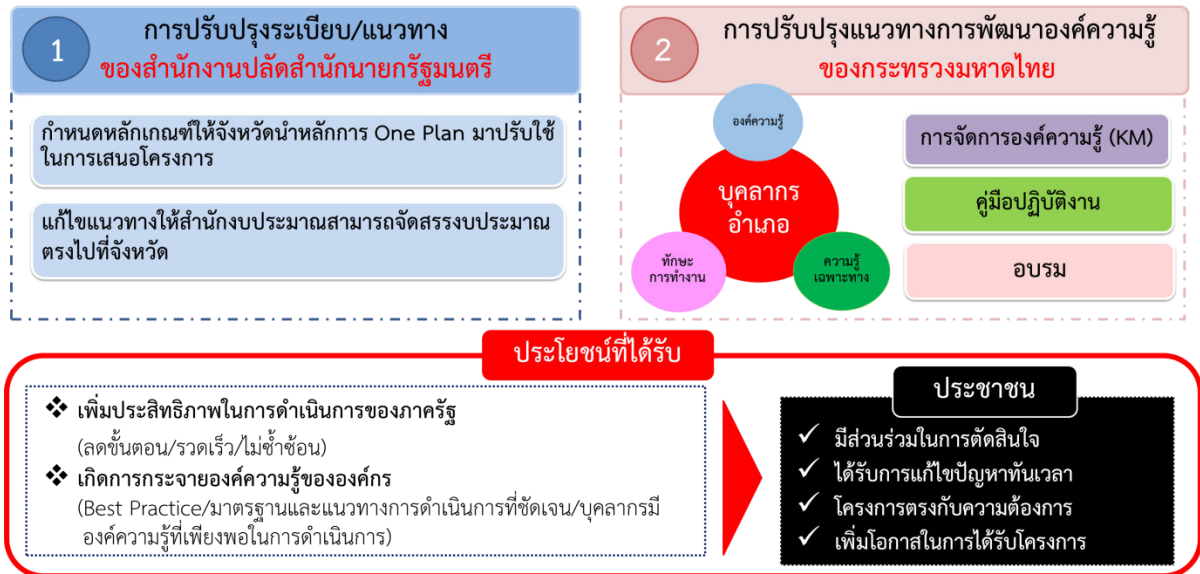 1
การปรับปรุงระเบียบ/แนวทาง
ของสำนักงานปลัดสำนักนายกรัฐมนตรี
กำหนดหลักเกณฑ์ให้จังหวัดนำหลักการ One Plan มาปรับใช้
ในการเสนอโครงการ
แก้ไขแนวทางให้สำนักงบประมาณสามารถจัดสรรงบประมาณ
ตรงไปที่จังหวัด
2
การปรับปรุงแนวทางการพัฒนาองค์ความรู้
ของกระทรวงมหาดไทย
องค์ความรู้
บุคลากร
อำเภอ
ทักษะ
การทำงาน
ความรู้
เฉพาะทาง
การจัดการองค์ความรู้ (KM)
คู่มือปฏิบัติงาน
อบรม
ประโยชน์ที่ได้รับ
❖ เพิ่มประสิทธิภาพในการดำเนินการของภาครัฐ
(ลดขั้นตอน/รวดเร็ว/ไม่ซ้ำซ้อน)
❖ เกิดการกระจายองค์ความรู้ขององค์กร
(Best Practice/มาตรฐานและแนวทางการดำเนินการที่ชัดเจน/บุคลากรมี
องค์ความรู้ที่เพียงพอในการดำเนินการ)
ประชาชน
✓ มีส่วนร่วมในการตัดสินใจ
✓ ได้รับการแก้ไขปัญหาทันเวลา
✓ โครงการตรงกับความต้องการ
✓ เพิ่มโอกาสในการได้รับโครงการ